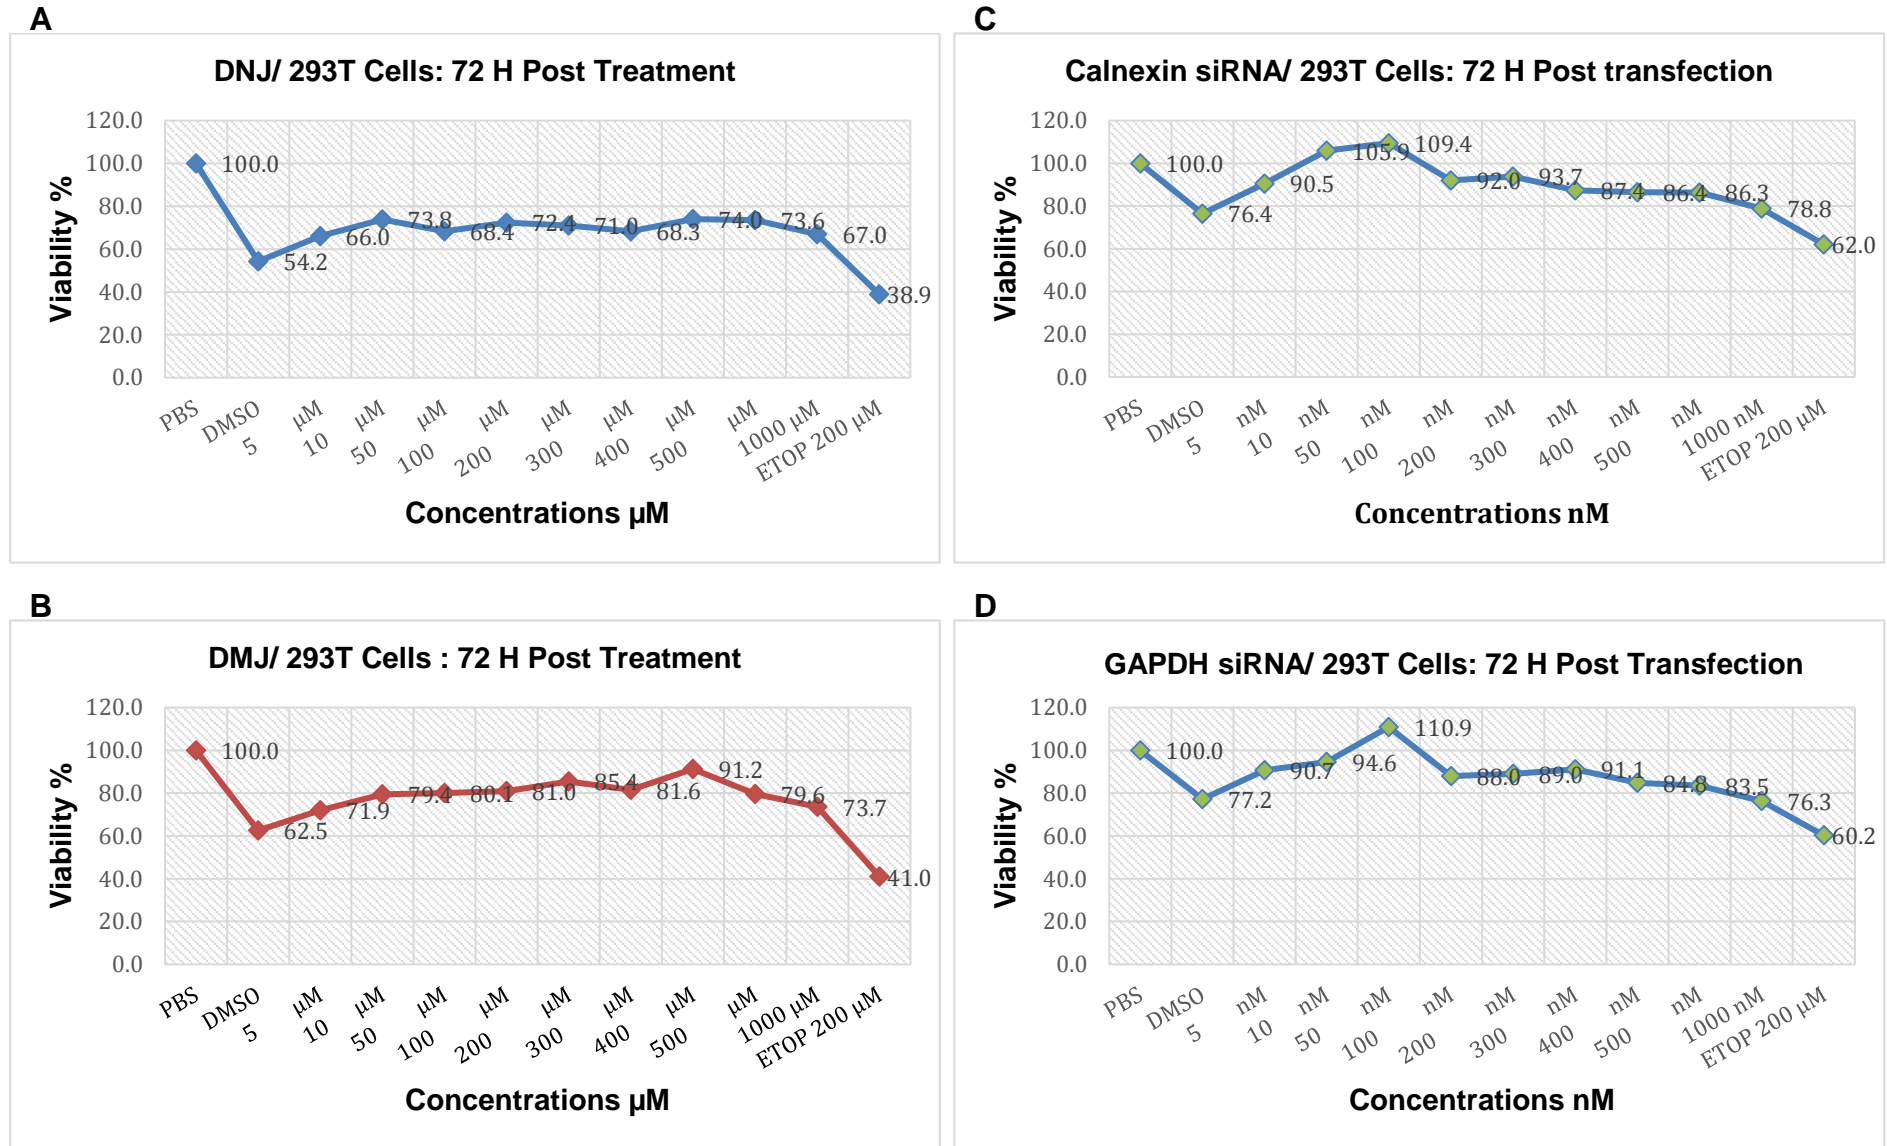 A
DNJ/ 293T Cells: 72 H Post Treatment
Viability %
120.0
100.0
80.0
60.0
40.0
20.0
0.0
100.0
54.2
66.0
73.8
68.4
72.4
71.0
68.3
74.0
73.6
67.0
38.9
PBS
DMSO
5 µM
10 µM
50 µM
100 µM
200 µM
300 µM
400 µM
500 µM
1000 µM
ETOP 200 µM
Concentrations µM
C
Calnexin siRNA/ 293T Cells: 72 H Post transfection
Viability %
120.0
100.0
80.0
60.0
40.0
20.0
0.0
100.0
76.4
90.5
105.9
109.4
92.0
93.7
87.4
86.4
86.3
78.8
62.0
PBS
DMSO
5 nM
10 nM
50 nM
100 nM
200 nM
300 nM
400 nM
500 nM
1000 nM
ETOP 200 µM
Concentrations nM
B
DMJ/ 293T Cells : 72 H Post Treatment
Viability %
120.0
100.0
80.0
60.0
40.0
20.0
0.0
100.0
62.5
71.9
79.4
80.1
81.0
85.4
81.6
91.2
79.6
73.7
41.0
PBS
DMSO
5 µM
10 µM
50 µM
100 µM
200 µM
300 µM
400 µM
500 µM
1000 µM
ETOP 200 µM
Concentrations µM
D
GAPDH siRNA/ 293T Cells: 72 H Post Transfection
Viability %
120.0
100.0
80.0
60.0
40.0
20.0
0.0
100.0
77.2
90.7
94.6
110.9
88.0
89.0
91.1
84.8
83.5
76.3
60.2
PBS
DMSO
5 nM
10 nM
50 nM
100 nM
200 nM
300 nM
400 nM
500 nM
1000 nM
ETOP 200 µM
Concentrations nM